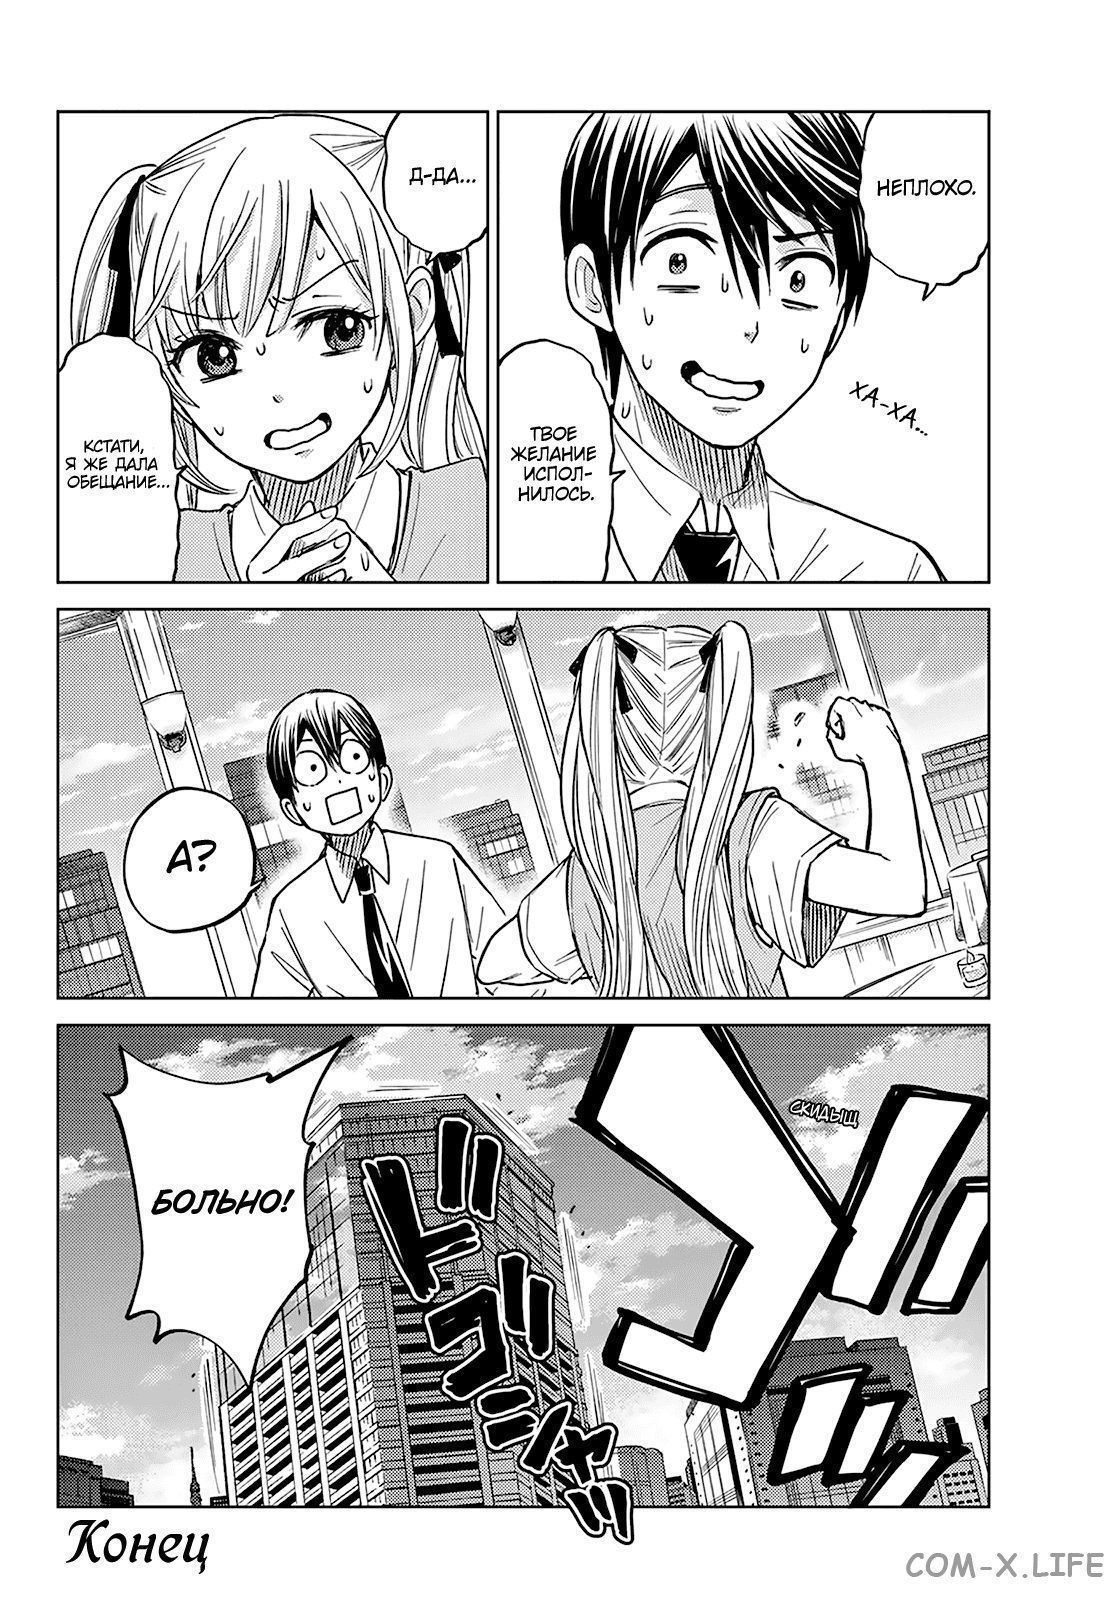 НЕПЛОХО.
ТВОЕ
ЖЕЛАНИЕ
ИСПОЛ-
НИЛОСЬ.
ХА-ХА...
Д-ДА...
КСТАТИ,
Я ЖЕ ДАЛА
ОБЕЩАНИЕ...
А?
СКИДЫЩ
ドゴシャ
БОЛЬНО!
Конец
COM-X.LIFE